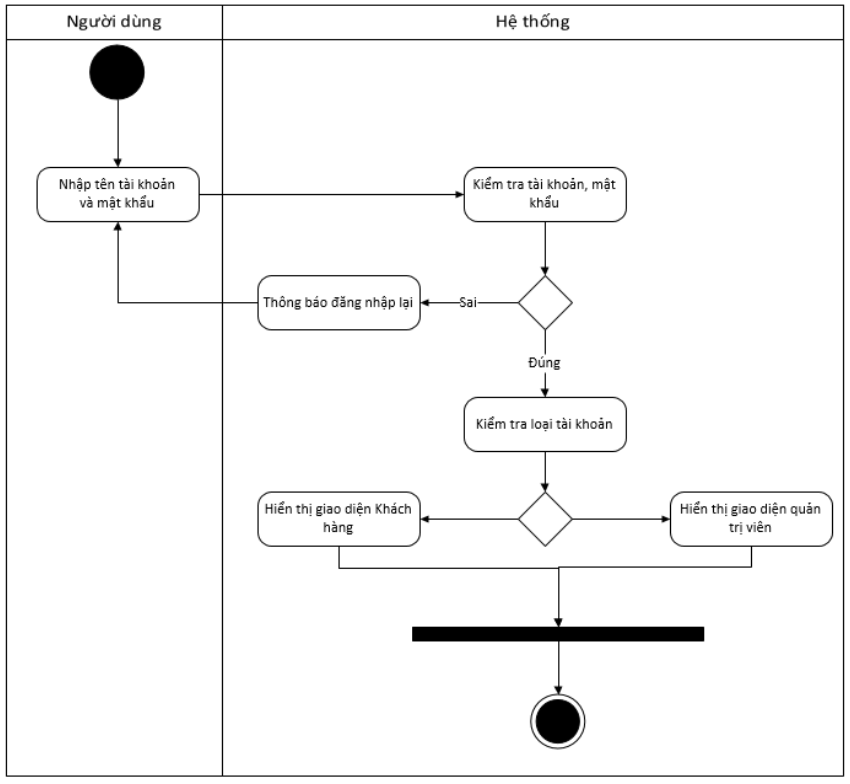 Người dùng
Hệ thống
Nhập tên tài khoản
và mật khẩu
Kiểm tra tài khoản, mật
khẩu
Thông báo đăng nhập lại
Sai
Đúng
Kiểm tra loại tài khoản
Hiển thị giao diện Khách
hàng
Hiển thị giao diện quản
trị viên